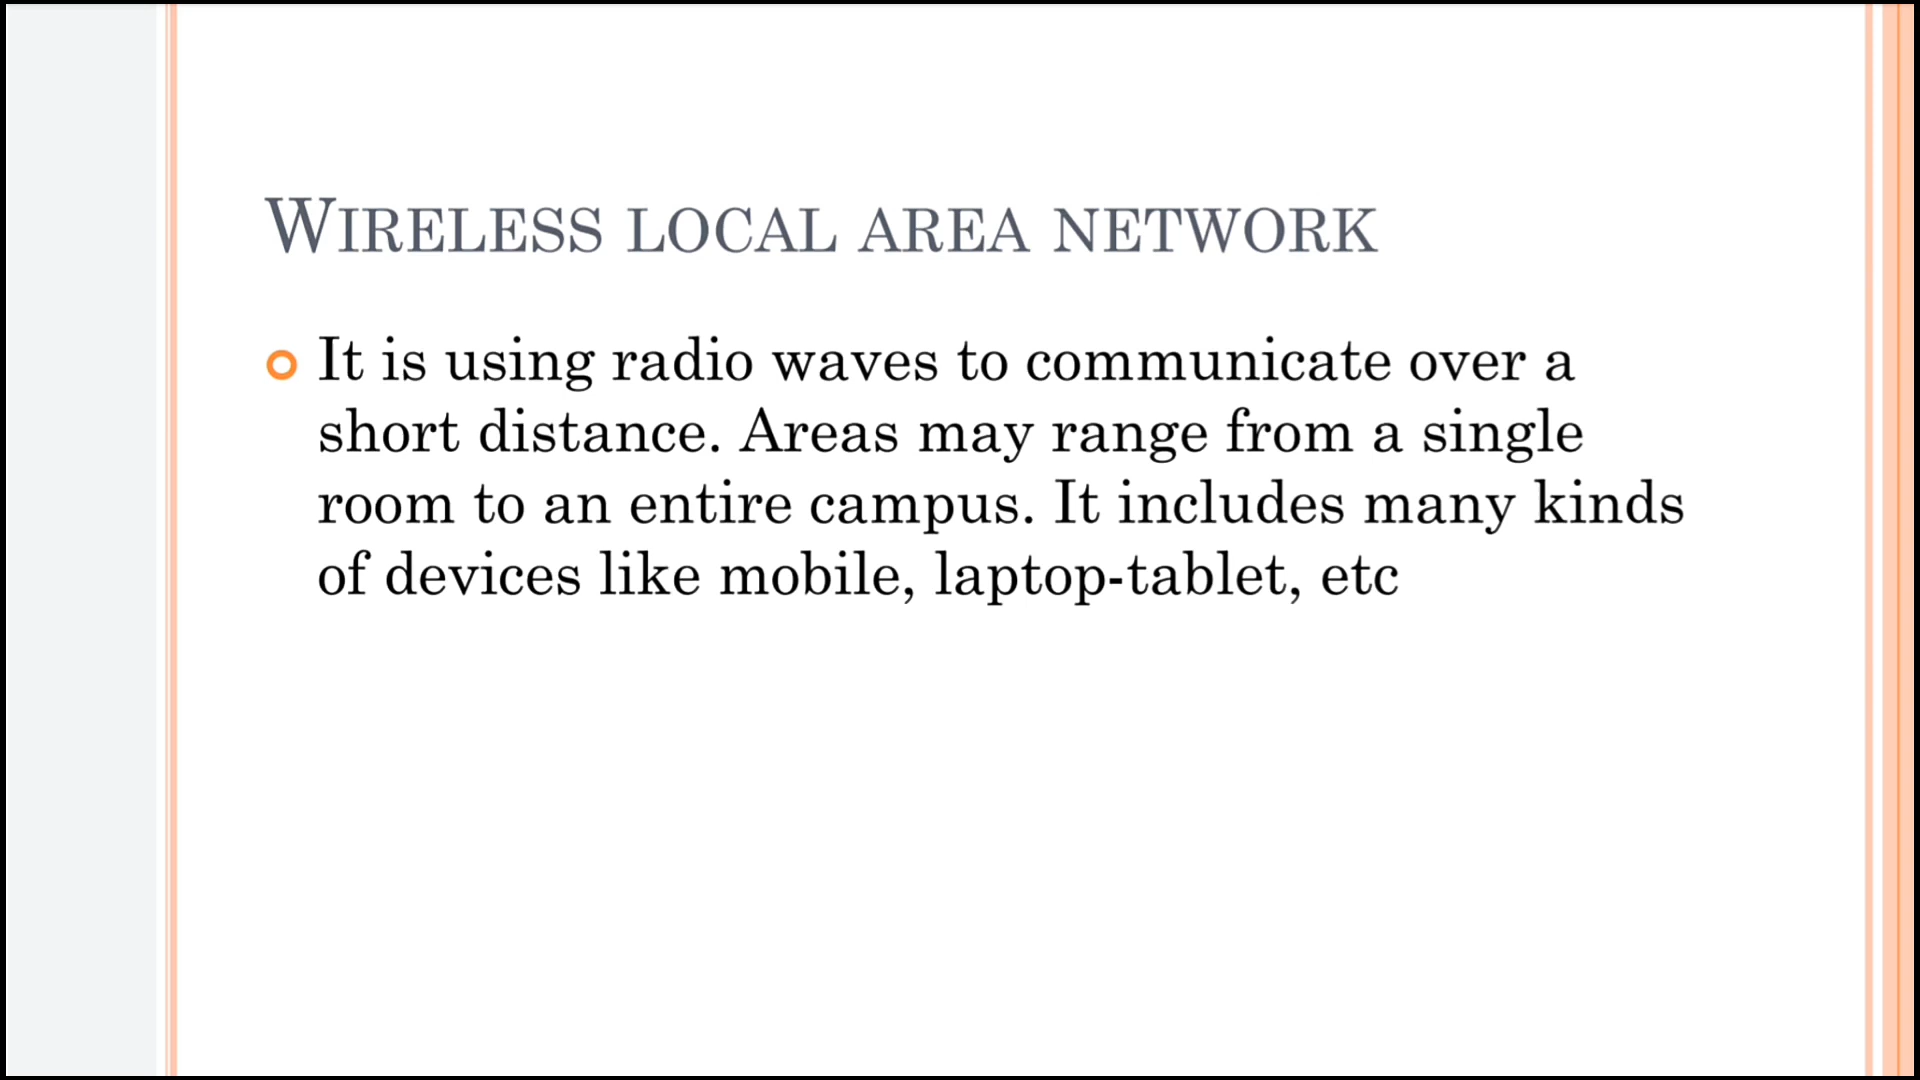 WIRELESS LOCAL AREA NETWORK
It is using radio waves to communicate over a
short distance. Areas may range from a single
room to an entire campus. It includes many kinds
of devices like mobile, laptop-tablet, etc